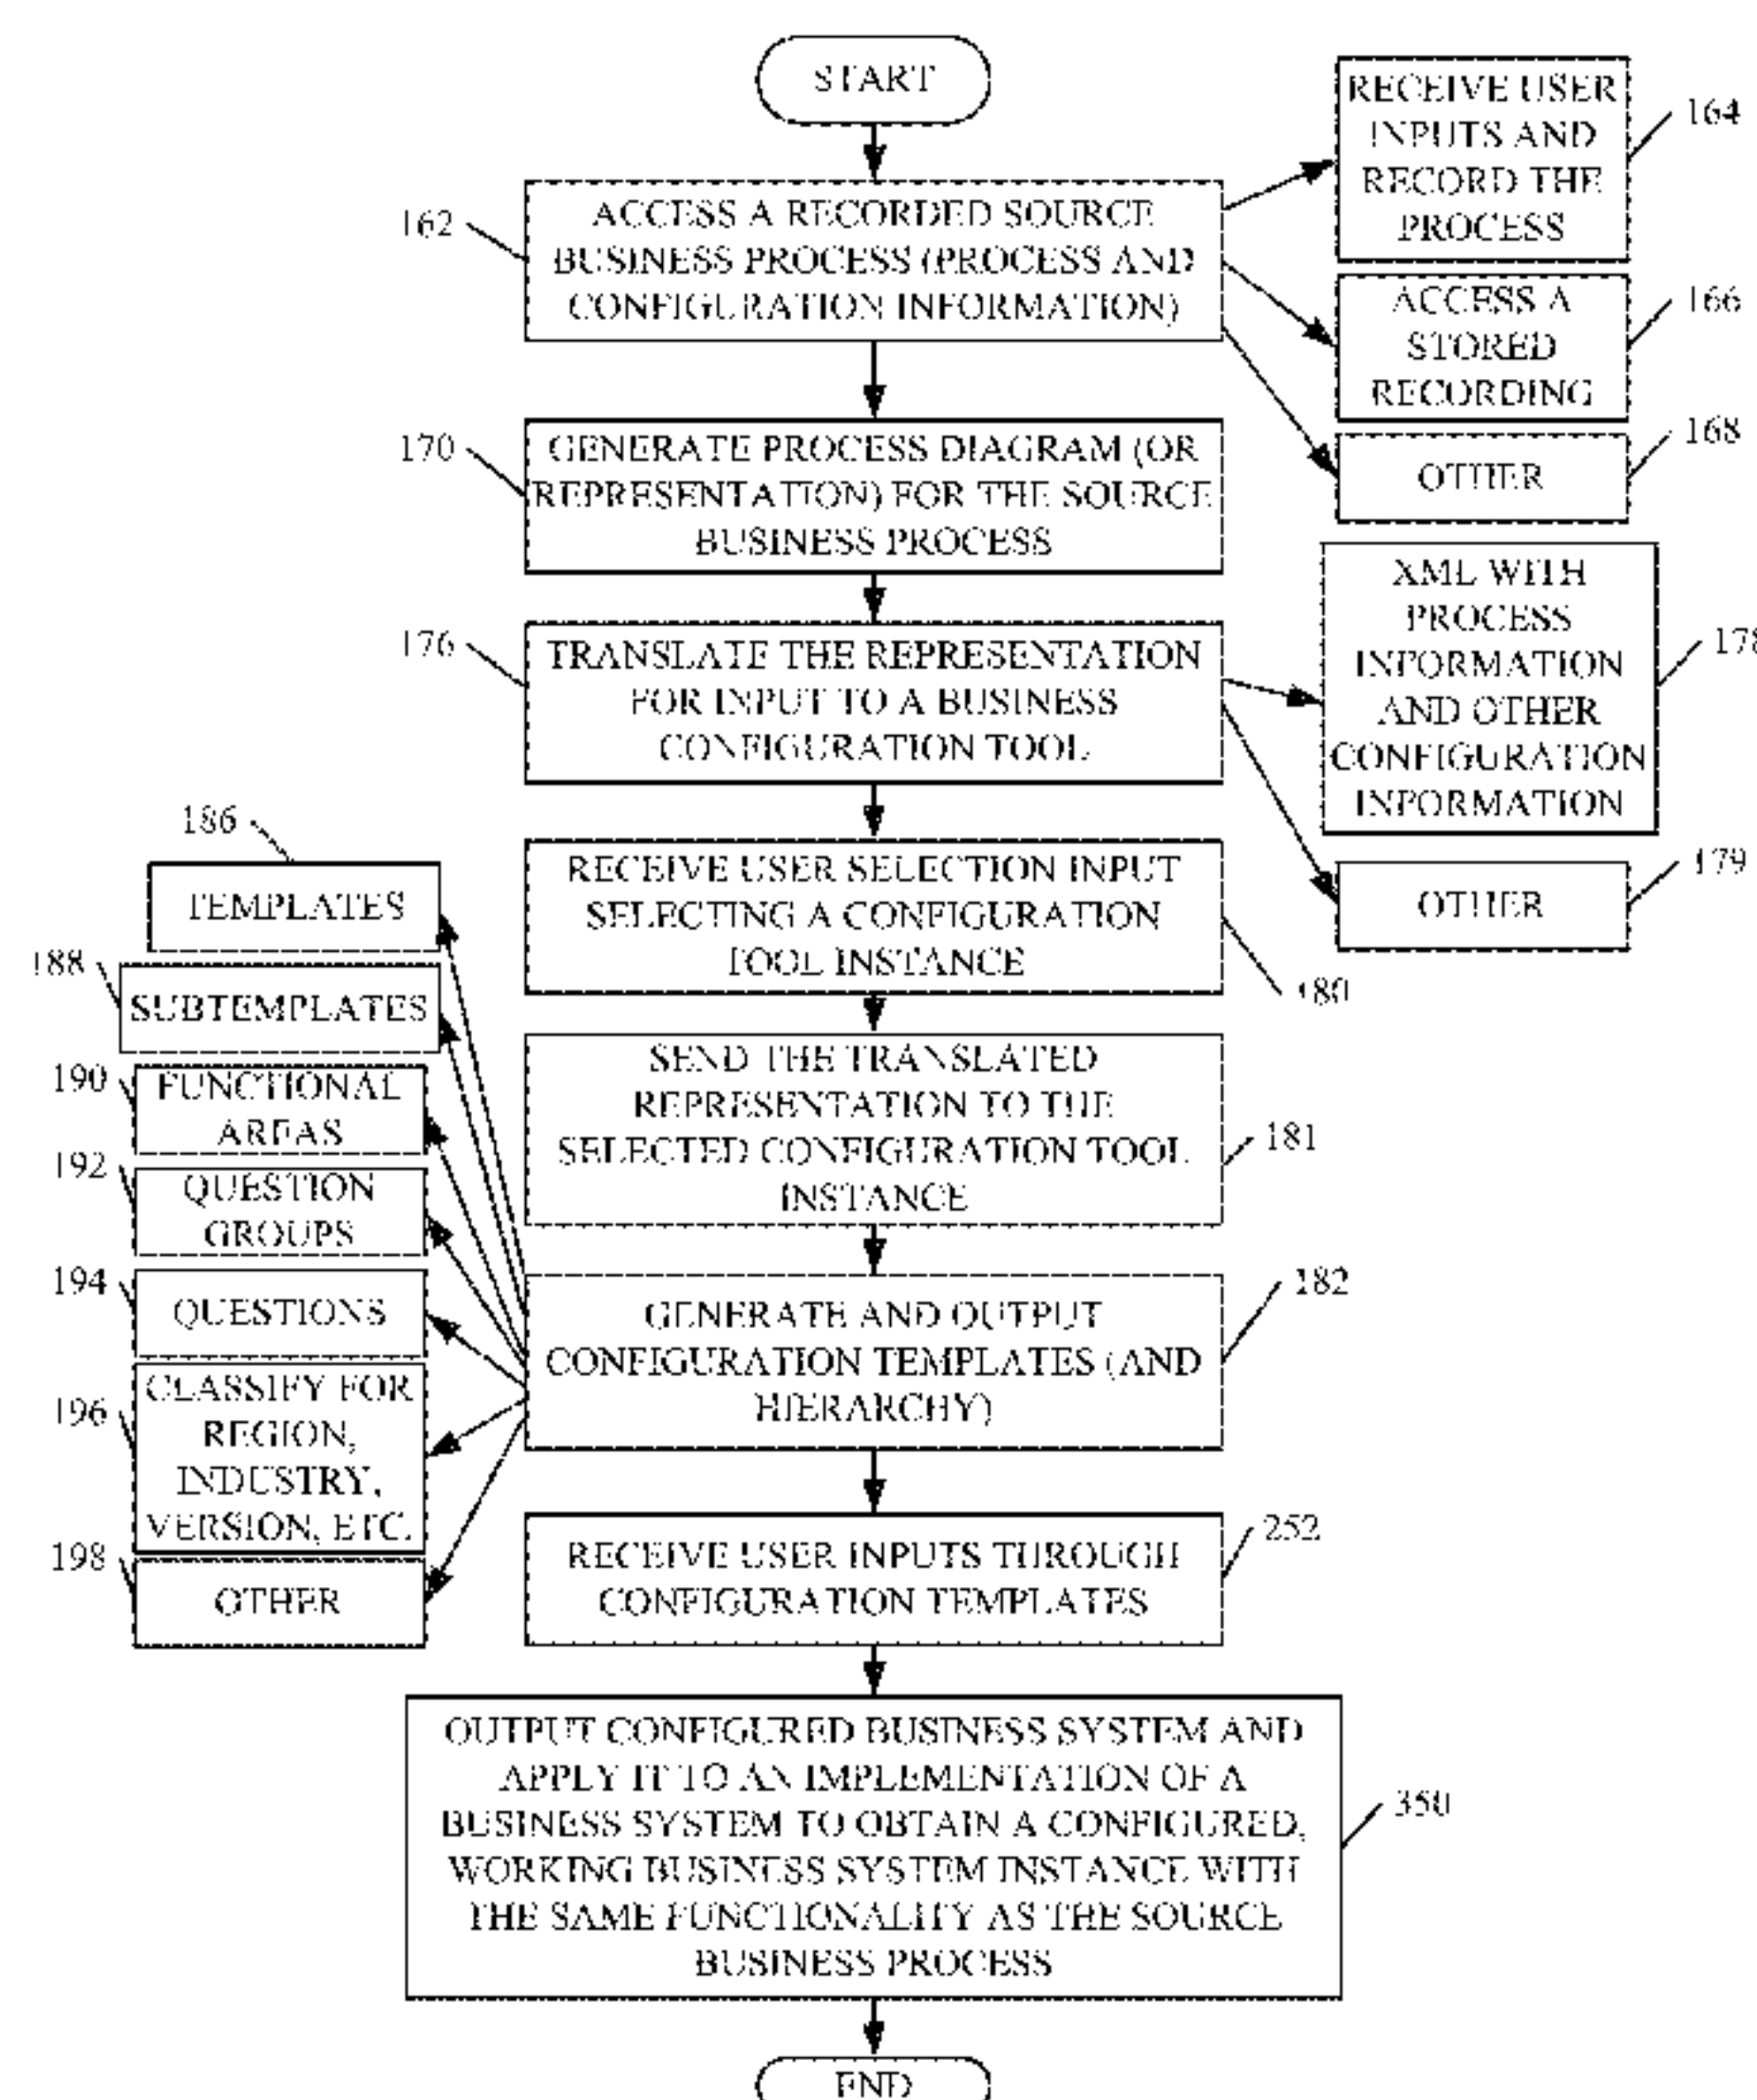 START
RECEIVE USER
INPUTS AND
RECORD THE
PROCESS
164
162
ACCESS A RECORDED SOURCE
BUSINESS PROCESS (PROCESS AND
CONFIGURATION INFORMATION)
ACCESS A
STORED
RECORDING
166
OTHER
168
170
GENERATE PROCESS DIAGRAM (OR
REPRESENTATION) FOR THE SOURCE
BUSINESS PROCESS
176
TRANSLATE THE REPRESENTATION
FOR INPUT TO A BUSINESS
CONFIGURATION TOOL
XML WITH
PROCESS
INFORMATION
AND OTHER
CONFIGURATION
INFORMATION
178
OTHER
179
RECEIVE USER SELECTION INPUT
SELECTING A CONFIGURATION
TOOL INSTANCE
180
SEND THE TRANSLATED
REPRESENTATION TO THE
SELECTED CONFIGURATION TOOL
INSTANCE
181
186
TEMPLATES
188
SUBTEMPLATES
190
FUNCTIONAL
AREAS
192
QUESTION
GROUPS
194
QUESTIONS
196
CLASSIFY FOR
REGION,
INDUSTRY,
VERSION, ETC.
198
OTHER
GENERATE AND OUTPUT
CONFIGURATION TEMPLATES (AND
HIERARCHY)
182
RECEIVE USER INPUTS THROUGH
CONFIGURATION TEMPLATES
252
OUTPUT CONFIGURED BUSINESS SYSTEM AND
APPLY IT TO AN IMPLEMENTATION OF A
BUSINESS SYSTEM TO OBTAIN A CONFIGURED,
WORKING BUSINESS SYSTEM INSTANCE WITH
THE SAME FUNCTIONALITY AS THE SOURCE
BUSINESS PROCESS
350
END